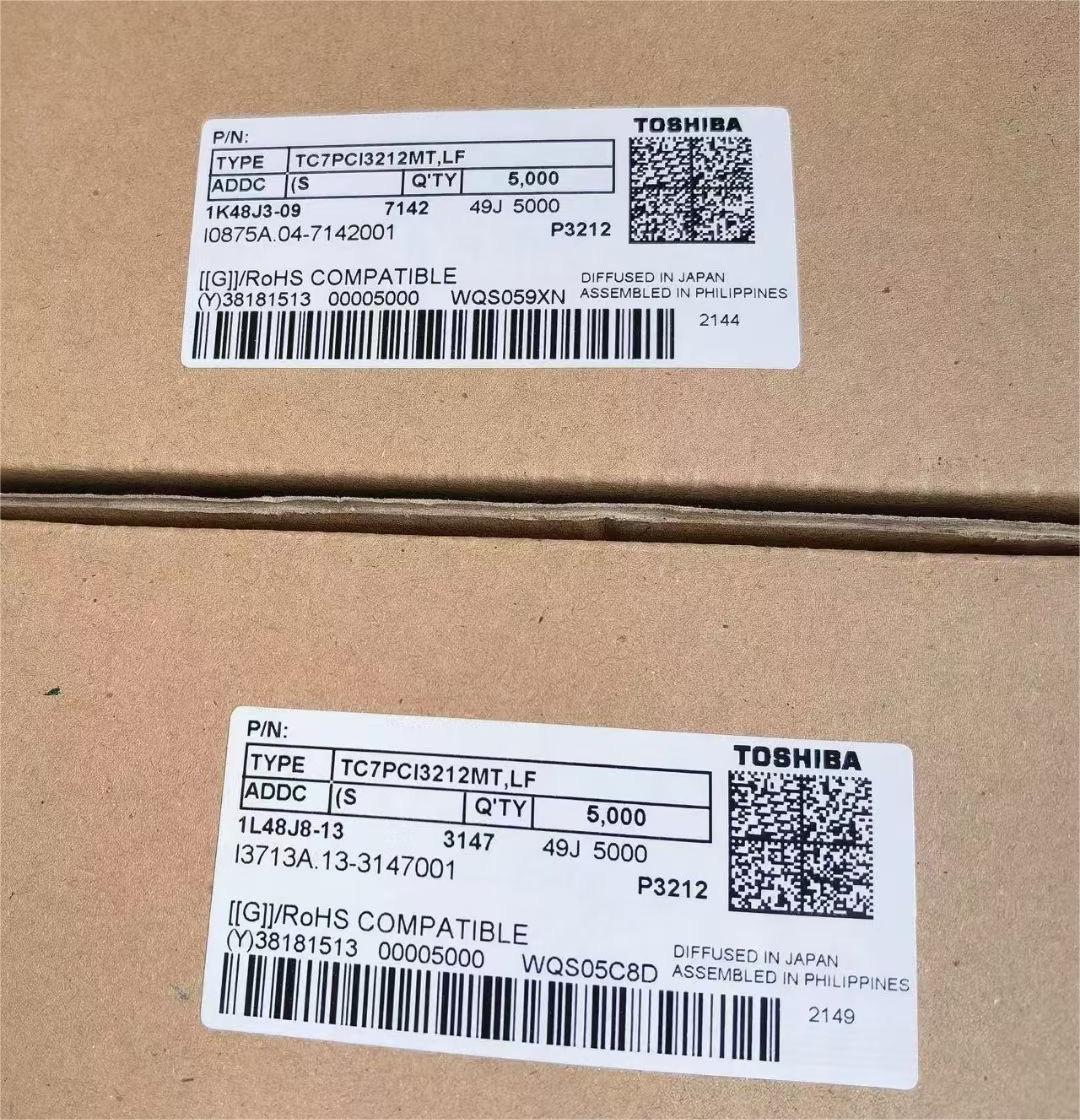 P/N:
TOSHIBA
TYPE TC7PCI3212MT,LF
ADDC (S Q'TY 5,000
1K48J3-09 7142 49J 5000
I0875A.04-7142001 P3212
[[G]]/RoHS COMPATIBLE
DIFFUSED IN JAPAN
(Y)38181513 00005000 WQS059XN ASSEMBLED IN PHILIPPINES
2144
P/N:
TOSHIBA
TYPE TC7PCI3212MT,LF
ADDC (S Q'TY 5,000
1L48J8-13 3147 49J 5000
I3713A.13-3147001 P3212
[[G]]/RoHS COMPATIBLE
DIFFUSED IN JAPAN
(Y)38181513 00005000 WQS05C8D ASSEMBLED IN PHILIPPINES
2149